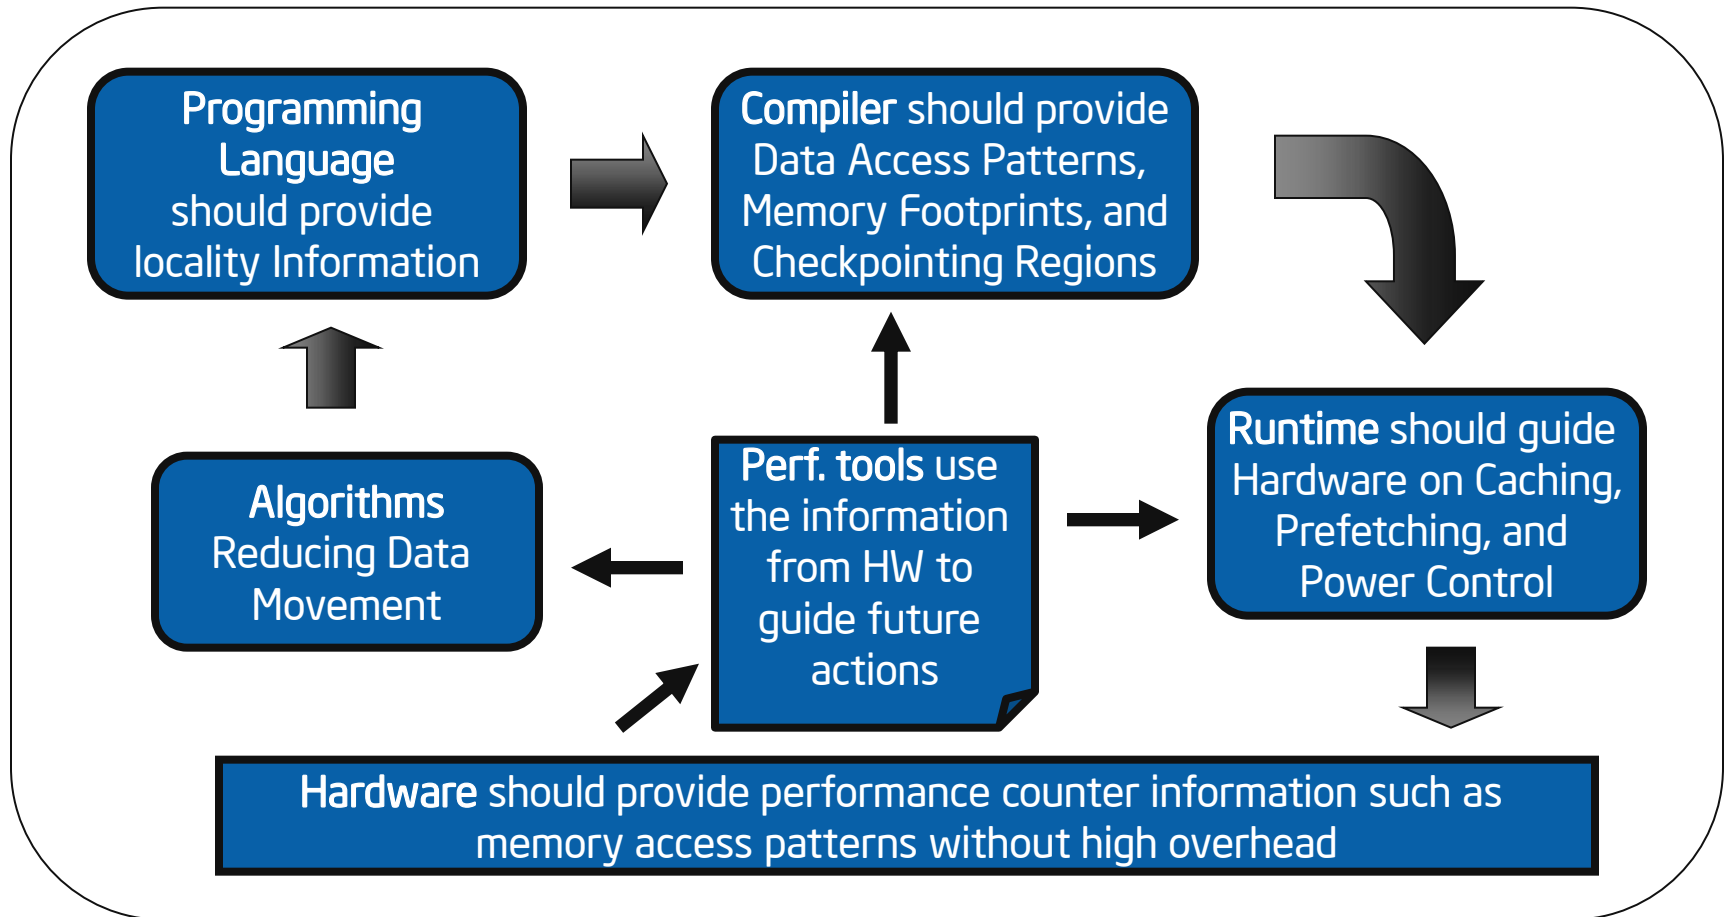 Programming
Language
should provide
locality Information
Compiler should provide
Data Access Patterns,
Memory Footprints, and
Checkpointing Regions
Runtime should guide
Hardware on Caching,
Prefetching, and
Power Control
Algorithms
Reducing Data
Movement
Perf. tools use
the information
from HW to
guide future
actions
Hardware should provide performance counter information such as
memory access patterns without high overhead